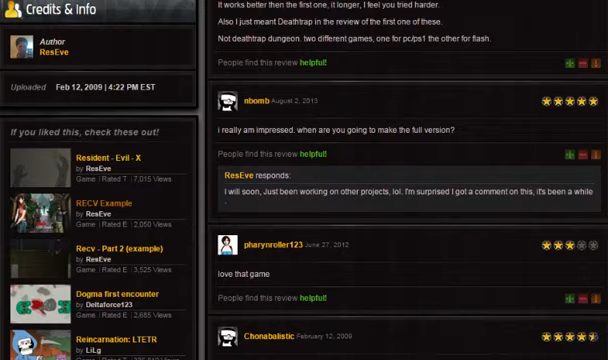 Credits & Info
Author
ResEve
Uploaded Feb 12, 2009 | 4:22 PM EST
If you liked this, check these out!
Resident - Evil - X
by ResEve
Game | Rated T | 7,015 Views
RECV Example
by ResEve
Game | Rated E | 2,050 Views
Recv - Part 2 (example)
by ResEve
Game | Rated E | 3,525 Views
Dogma first encounter
by Deltaforce123
Game | Rated E | 2,685 Views
Reincarnation: LTETR
by LiLg
It works better then the first one, it longer, I feel you tried harder.
Also I just meant Deathtrap in the review of the first one of these.
Not deathtrap dungeon. two different games, one for pc/ps1 the other for flash.
People find this review helpful!
nbomb August 2, 2013
i really am impressed. when are you going to make the full version?
People find this review helpful!
ResEve responds:
I will soon, Just been working on other projects, lol. I'm surprised I got a comment on this, it's been a while
.
pharynroller123 June 27, 2012
love that game
People find this review helpful!
Chonabalistic February 12, 2009